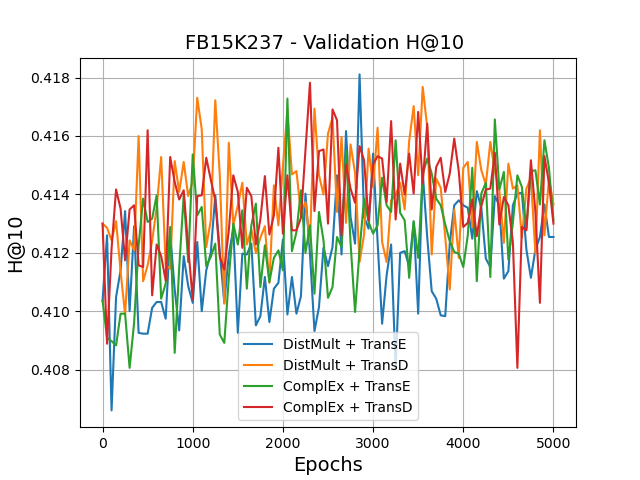 FB15K237 - Validation H@10
0.418
0.416
0.414
0.412
0.410
0.408
H@10
DistMult + TransE
DistMult + TransD
ComplEx + TransE
ComplEx + TransD
0
1000
2000
3000
4000
5000
Epochs